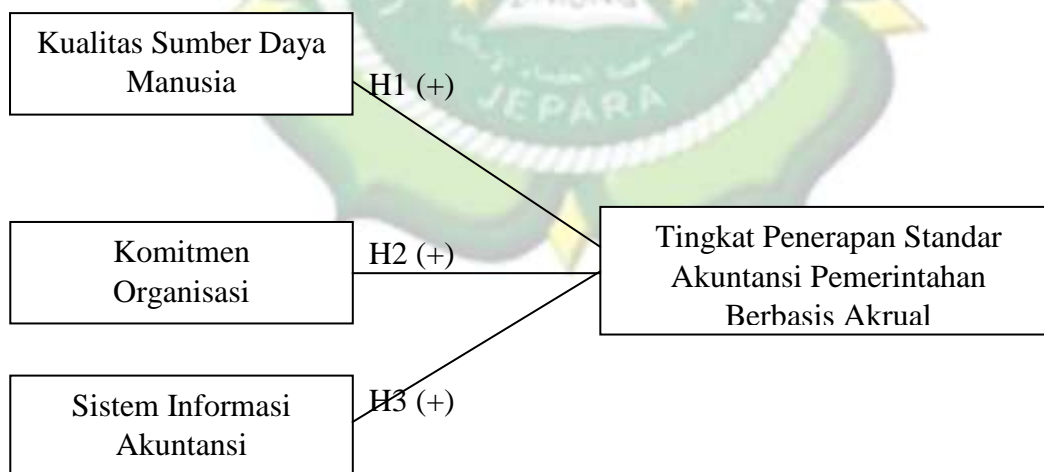 JEPARA
Kualitas Sumber Daya
Manusia
H1 (+)
Komitmen
Organisasi
H2 (+)
Tingkat Penerapan Standar
Akuntansi Pemerintahan
Berbasis Akrual
Sistem Informasi
Akuntansi
H3 (+)